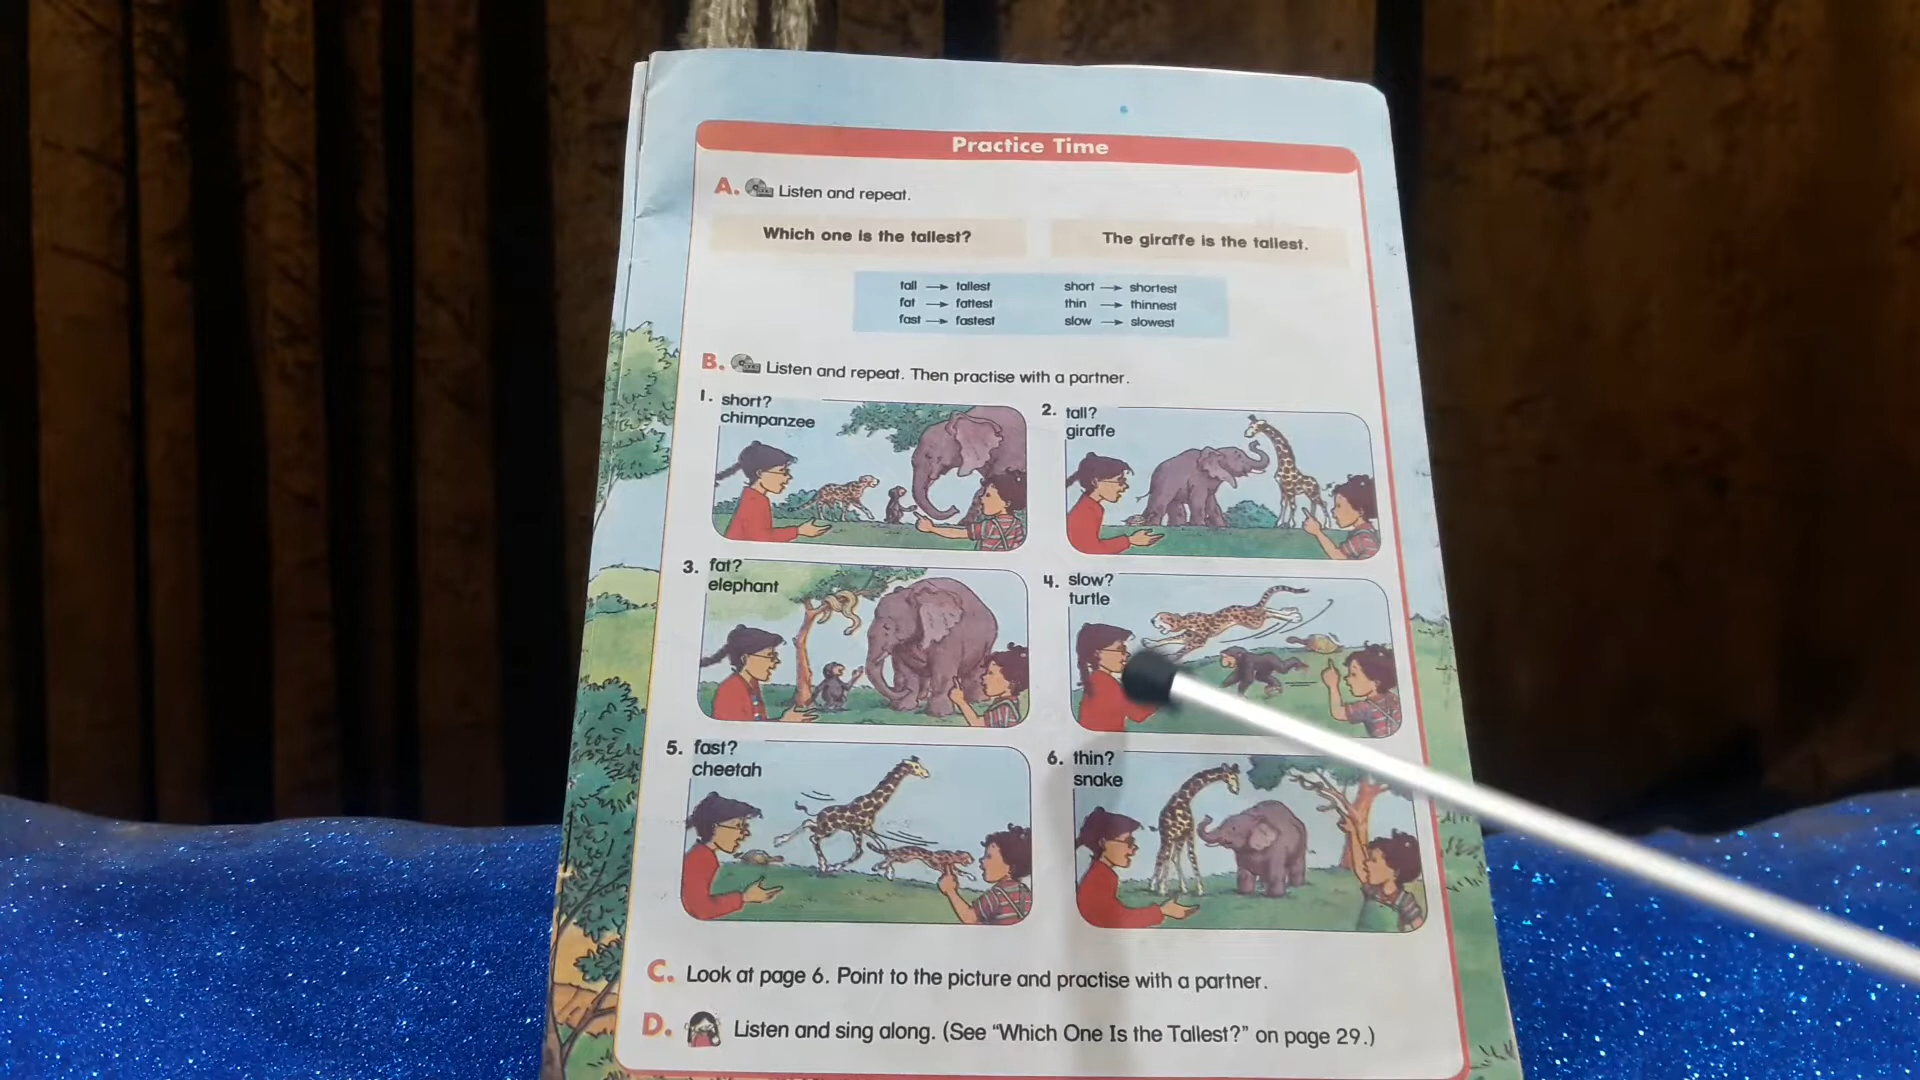 Practice Time
A. Listen and repeat.
Which one is the tallest?
The giraffe is the tallest.
tall → tallest
fat → fattest
fast → fastest
short → shortest
thin → thinnest
slow → slowest
B. Listen and repeat. Then practise with a partner.
1. short?
chimpanzee
2. tall?
giraffe
3. fat?
elephant
4. slow?
turtle
5. fast?
cheetah
6. thin?
snake
C. Look at page 6. Point to the picture and practise with a partner.
D. Listen and sing along. (See “Which One Is the Tallest?” on page 29.)